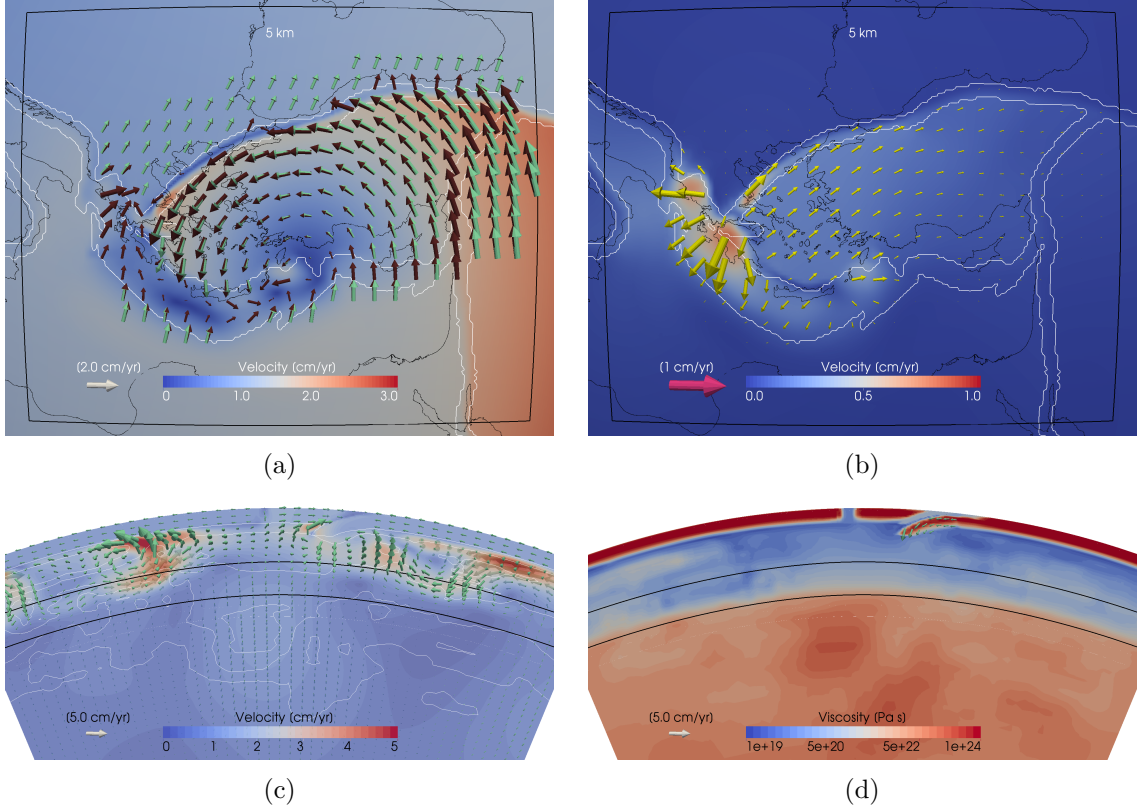 5 km
(2.0 cm/yr)
Velocity (cm/yr)
0 1.0 2.0 3.0
(a)
5 km
(1 cm/yr)
Velocity (cm/yr)
0.0 0.5 1.0
(b)
(5.0 cm/yr)
Velocity (cm/yr)
0 1 2 3 4 5
(c)
(5.0 cm/yr)
Viscosity (Pa s)
1e+19 5e+20 5e+22 1e+24
(d)